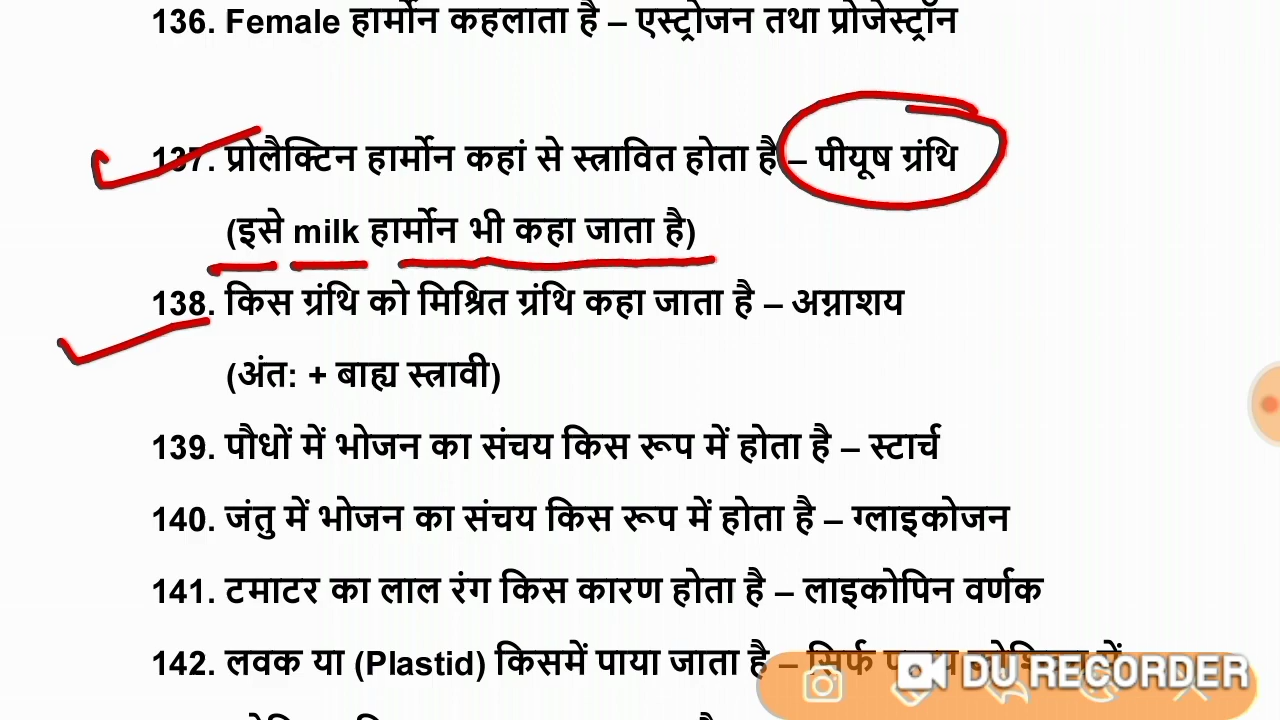 136. Female हार्मोन कहलाता है – एस्ट्रोजन तथा प्रोजेस्ट्रॉन
137. प्रोलैक्टिन हार्मोन कहां से स्त्रावित होता है – पीयूष ग्रंथि
(इसे milk हार्मोन भी कहा जाता है)
138. किस ग्रंथि को मिश्रित ग्रंथि कहा जाता है – अग्नाशय
(अंत: + बाह्य स्त्रावी)
139. पौधों में भोजन का संचय किस रूप में होता है – स्टार्च
140. जंतु में भोजन का संचय किस रूप में होता है – ग्लाइकोजन
141. टमाटर का लाल रंग किस कारण होता है – लाइकोपिन वर्णक
142. लवक या (Plastid) किसमें पाया जाता है – सिर्फ में
DU RECORDER